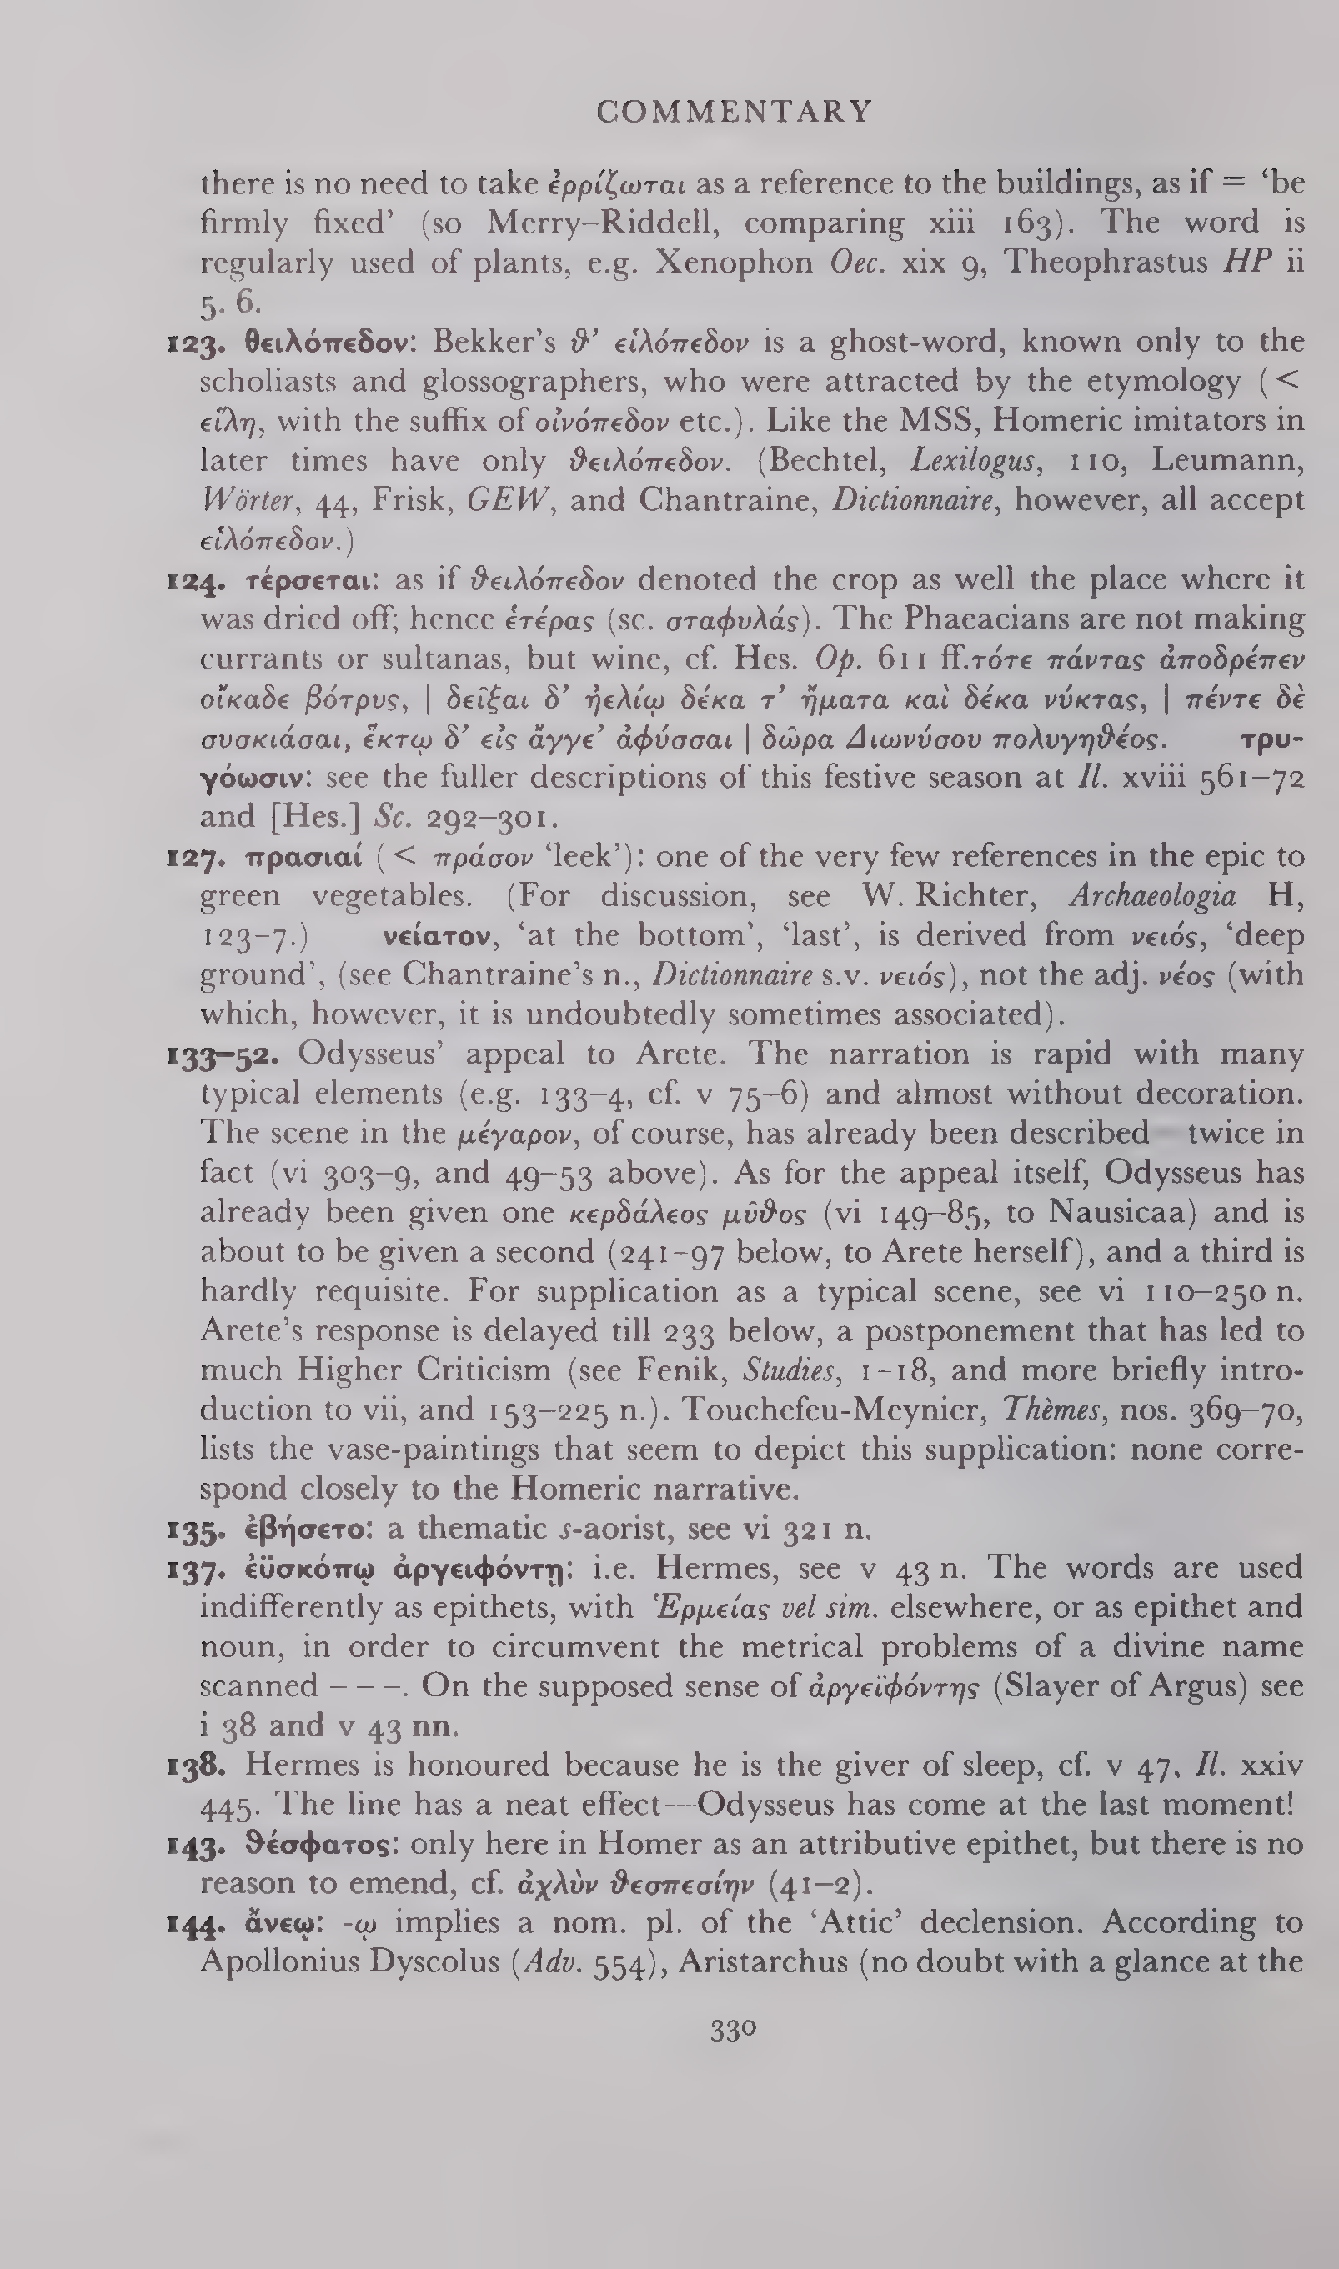 COMMENTARY
there is no need to take ἐρρίζωται as a reference to the buildings, as if = ‘be
firmly fixed’ (so Merry–Riddell, comparing xiii 163). The word is
regularly used of plants, e.g. Xenophon Oec. xix 9, Theophrastus HP ii
5. 6.
123. θειλόπεδον: Bekker’s ϑ’ εἱλόπεδον is a ghost-word, known only to the
scholiasts and glossographers, who were attracted by the etymology (<
εἵλη, with the suffix of οἰνόπεδον etc.). Like the MSS, Homeric imitators in
later times have only ϑειλόπεδον. (Bechtel, Lexilogus, 110, Leumann,
Wörter, 44, Frisk, GEW, and Chantraine, Dictionnaire, however, all accept
εἱλόπεδον.)
124. τέρσεται: as if ϑειλόπεδον denoted the crop as well the place where it
was dried off; hence ἑτέρας (sc. σταφυλάς). The Phaeacians are not making
currants or sultanas, but wine, cf. Hes. Op. 611 ff.τότε πάντας ἀποδρέπεν
οἴκαδε βότρυς, | δεῖξαι δ’ ἠελίῳ δέκα τ’ ἤματα καὶ δέκα νύκτας, | πέντε δὲ
συσκιάσαι, ἕκτῳ δ’ εἰς ἄγγε’ ἀφύσσαι | δῶρα Διωνύσου πολυγηϑέος. τρυ-
γόωσιν: see the fuller descriptions of this festive season at Il. xviii 561–72
and [Hes.] Sc. 292–301.
127. πρασιαί (< πράσον ‘leek’): one of the very few references in the epic to
green vegetables. (For discussion, see W. Richter, Archaeologia H,
123–7.) νείατον, ‘at the bottom’, ‘last’, is derived from νειός, ‘deep
ground’, (see Chantraine’s n., Dictionnaire s.v. νειός), not the adj. νέος (with
which, however, it is undoubtedly sometimes associated).
133–52. Odysseus’ appeal to Arete. The narration is rapid with many
typical elements (e.g. 133–4, cf. v 75–6) and almost without decoration.
The scene in the μέγαρον, of course, has already been described—twice in
fact (vi 303–9, and 49–53 above). As for the appeal itself, Odysseus has
already been given one κερδάλεος μῦϑος (vi 149–85, to Nausicaa) and is
about to be given a second (241–97 below, to Arete herself), and a third is
hardly requisite. For supplication as a typical scene, see vi 110–250 n.
Arete’s response is delayed till 233 below, a postponement that has led to
much Higher Criticism (see Fenik, Studies, 1–18, and more briefly intro-
duction to vii, and 153–225 n.). Touchefeu-Meynier, Thèmes, nos. 369–70,
lists the vase-paintings that seem to depict this supplication: none corre-
spond closely to the Homeric narrative.
135. ἐβήσετο: a thematic s-aorist, see vi 321 n.
137. ἐϋσκόπῳ ἀργειφόντῃ: i.e. Hermes, see v 43 n. The words are used
indifferently as epithets, with Ἑρμείας vel sim. elsewhere, or as epithet and
noun, in order to circumvent the metrical problems of a divine name
scanned – – –. On the supposed sense of ἀργεϊφόντης (Slayer of Argus) see
i 38 and v 43 nn.
138. Hermes is honoured because he is the giver of sleep, cf. v 47, Il. xxiv
445. The line has a neat effect—Odysseus has come at the last moment!
143. ϑέσφατος: only here in Homer as an attributive epithet, but there is no
reason to emend, cf. ἀχλὺν ϑεσπεσίην (41–2).
144. ἄνεῳ: -ῳ implies a nom. pl. of the ‘Attic’ declension. According to
Apollonius Dyscolus (Adv. 554), Aristarchus (no doubt with a glance at the
330